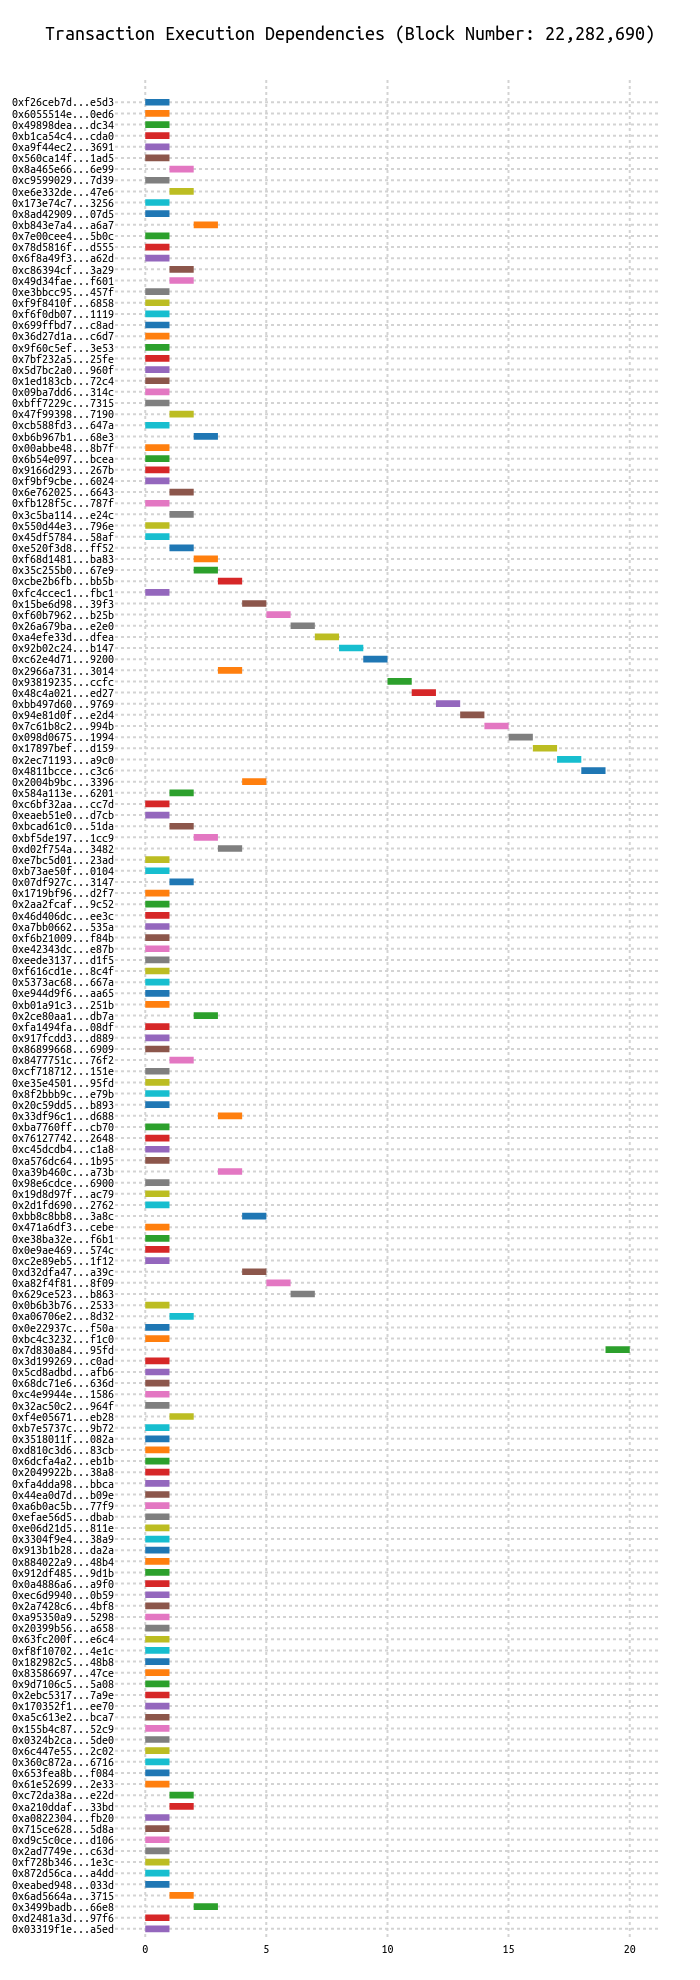 Transaction Execution Dependencies (Block Number: 22,282,690)
0xf26ceb7d...e5d3
0x6055514e...0ed6
0x49898dea...dc34
0xb1ca54c4...cda0
0xa9f44ec2...3691
0x560ca14f...1ad5
0x8a465e66...6e99
0xc9599029...7d39
0xe6e332de...47e6
0x173e74c7...3256
0x8ad42909...07d5
0xb843e7a4...a6a7
0x7e00cee4...5b0c
0x78d5816f...d555
0x6f8a49f3...a62d
0xc86394cf...3a29
0x49d34fae...f601
0xe3bbcc95...457f
0xf9f8410f...6858
0xf6f0db07...1119
0x699ffbd7...c8ad
0x36d27d1a...c6d7
0x9f60c5ef...3e53
0x7bf232a5...25fe
0x5d7bc2a0...960f
0x1ed183cb...72c4
0x09ba7dd6...314c
0xbff7229c...7315
0x47f99398...7190
0xcb588fd3...647a
0xb6b967b1...68e3
0x00abbe48...8b7f
0x6b54e097...bcea
0x9166d293...267b
0xf9bf9cbe...6024
0x6e762025...6643
0xfb128f5c...787f
0x3c5ba114...e24c
0x550d44e3...796e
0x45df5784...58af
0xe520f3d8...ff52
0xf68d1481...ba83
0x35c255b0...67e9
0xcbe2b6fb...bb5b
0xfc4ccec1...fbc1
0x15be6d98...39f3
0xf60b7962...b25b
0x26a679ba...e2e0
0xa4efe33d...dfea
0x92b02c24...b147
0xc62e4d71...9200
0x2966a731...3014
0x93819235...ccfc
0x48c4a021...ed27
0xbb497d60...9769
0x94e81d0f...e2d4
0x7c61b8c2...994b
0x098d0675...1994
0x17897bef...d159
0x2ec71193...a9c0
0x4811bcce...c3c6
0x2004b9bc...3396
0x584a113e...6201
0xc6bf32aa...cc7d
0xeaeb51e0...d7cb
0xbcad61c0...51da
0xbf5de197...1cc9
0xd02f754a...3482
0xe7bc5d01...23ad
0xb73ae50f...0104
0x07df927c...3147
0x1719bf96...d2f7
0x2aa2fcaf...9c52
0x46d406dc...ee3c
0xa7bb0662...535a
0xf6b21009...f84b
0xe42343dc...e87b
0xeede3137...d1f5
0xf616cd1e...8c4f
0x5373ac68...667a
0xe944d9f6...aa65
0xb01a91c3...251b
0x2ce80aa1...db7a
0xfa1494fa...08df
0x917fcdd3...d889
0x86899668...6909
0x8477751c...76f2
0xcf718712...151e
0xe35e4501...95fd
0x8f2bbb9c...e79b
0x20c59dd5...b893
0x33df96c1...d688
0xba7760ff...cb70
0x76127742...2648
0xc45dcdb4...c1a8
0xa576dc64...1b95
0xa39b460c...a73b
0x98e6cdce...6900
0x19d8d97f...ac79
0x2d1fd690...2762
0xbb8c8bb8...3a8c
0x471a6df3...cebe
0xe38ba32e...f6b1
0x0e9ae469...574c
0xc2e89eb5...1f12
0xd32dfa47...a39c
0xa82f4f81...8f09
0x629ce523...b863
0x0b6b3b76...2533
0xa06706e2...8d32
0x0e22937c...f50a
0xbc4c3232...f1c0
0x7d830a84...95fd
0x3d199269...c0ad
0x5cd8adbd...afb6
0x68dc71e6...636d
0xc4e9944e...1586
0x32ac50c2...964f
0xf4e05671...eb28
0xb7e5737c...9b72
0x3518011f...082a
0xd810c3d6...83cb
0x6dcfa4a2...eb1b
0x2049922b...38a8
0xfa4dda98...bbca
0x44ea0d7d...b09e
0xa6b0ac5b...77f9
0xefae56d5...dbab
0xe06d21d5...811e
0x3304f9e4...38a9
0x913b1b28...da2a
0x884022a9...48b4
0x912df485...9d1b
0x0a4886a6...a9f0
0xec6d9940...0b59
0x2a7428c6...4bf8
0xa95350a9...5298
0x20399b56...a658
0x63fc200f...e6c4
0xf8f10702...4e1c
0x182982c5...48b8
0x83586697...47ce
0x9d7106c5...5a08
0x2ebc5317...7a9e
0x170352f1...ee70
0xa5c613e2...bca7
0x155b4c87...52c9
0x0324b2ca...5de0
0x6c447e55...2c02
0x360c872a...6716
0x653fea8b...f084
0x61e52699...2e33
0xc72da38a...e22d
0xa210ddaf...33bd
0xa0822304...fb20
0x715ce628...5d8a
0xd9c5c0ce...d106
0x2ad7749e...c63d
0xf728b346...1e3c
0x872d56ca...a4dd
0xeabed948...033d
0x6ad5664a...3715
0x3499badb...66e8
0xd2481a3d...97f6
0x03319f1e...a5ed
0 5 10 15 20